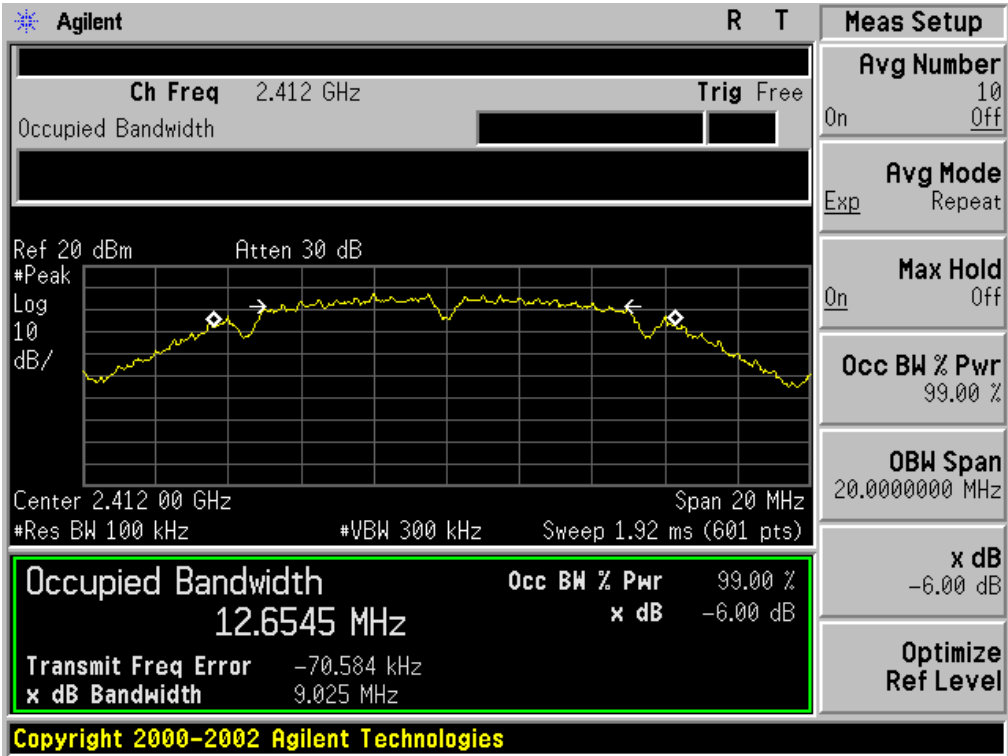 Agilent R T
Ch Freq 2.412 GHz Trig Free
Occupied Bandwidth
Ref 20 dBm Atten 30 dB
#Peak
Log
10
dB/
Center 2.412 00 GHz Span 20 MHz
#Res BW 100 kHz #VBW 300 kHz Sweep 1.92 ms (601 pts)
Occupied Bandwidth Occ BW % Pwr 99.00 %
12.6545 MHz x dB -6.00 dB
Transmit Freq Error -70.584 kHz
x dB Bandwidth 9.025 MHz
Copyright 2000-2002 Agilent Technologies
Meas Setup
Avg Number
10
On Off
Avg Mode
Exp Repeat
Max Hold
On Off
Occ BW % Pwr
99.00 %
OBW Span
20.0000000 MHz
x dB
-6.00 dB
Optimize
Ref Level